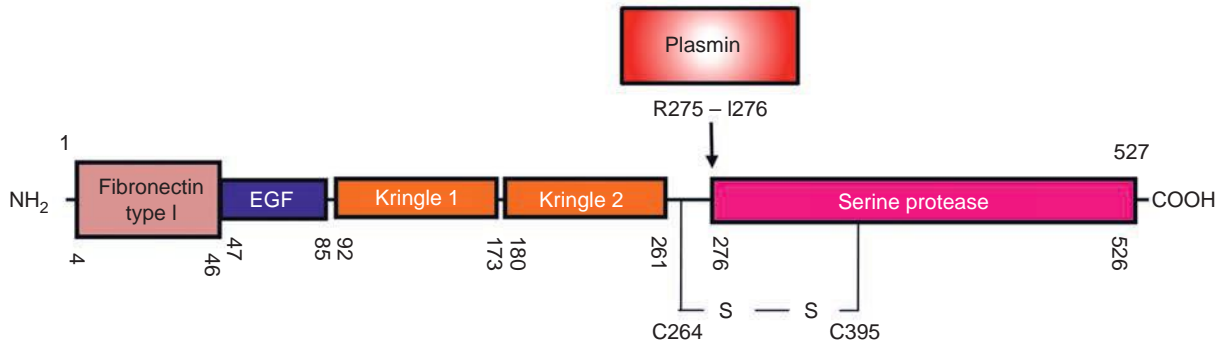 Plasmin
R275 – I276
1
527
NH2
Fibronectin
type I
EGF
Kringle 1
Kringle 2
Serine protease
COOH
4
46
47
85
92
173
180
261
276
526
S
S
C264
C395